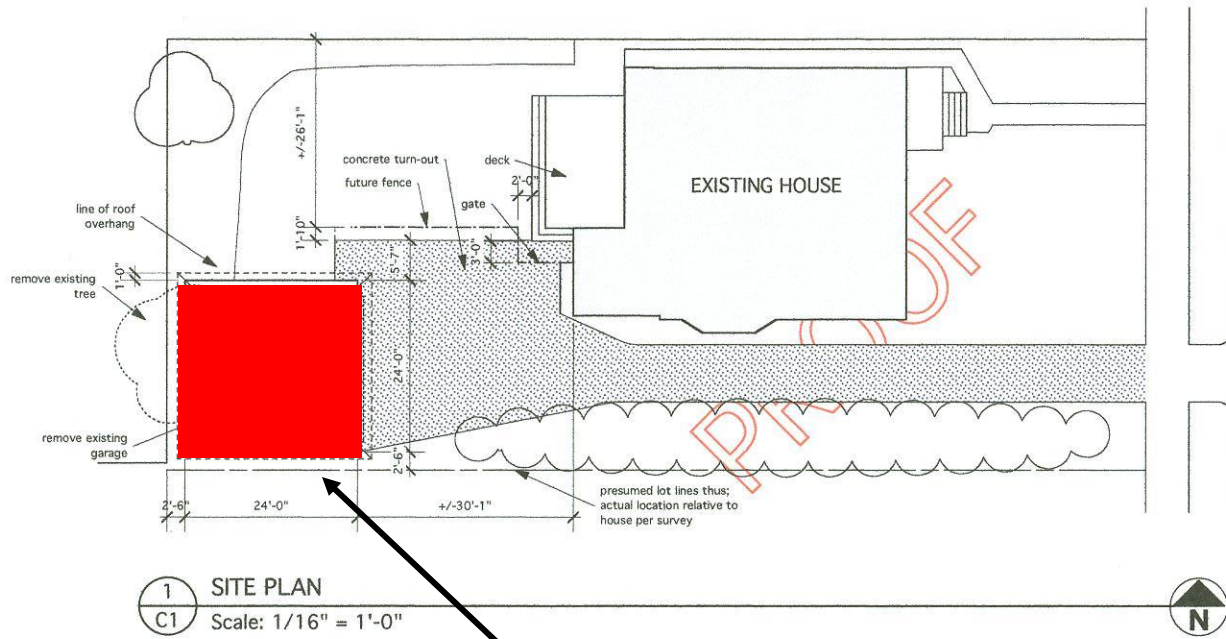 +/-26'-1"
concrete turn-out
future fence
deck
2'-0"
gate
EXISTING HOUSE
line of roof
overhang
1'-10"
3'-0"
5'-7"
1'-0"
remove existing
tree
24'-0"
PROOF
remove existing
garage
2'-6"
presumed lot lines thus;
actual location relative to
house per survey
2'-6"
24'-0"
+/-30'-1"
1
SITE PLAN
C1
Scale: 1/16" = 1'-0"
N